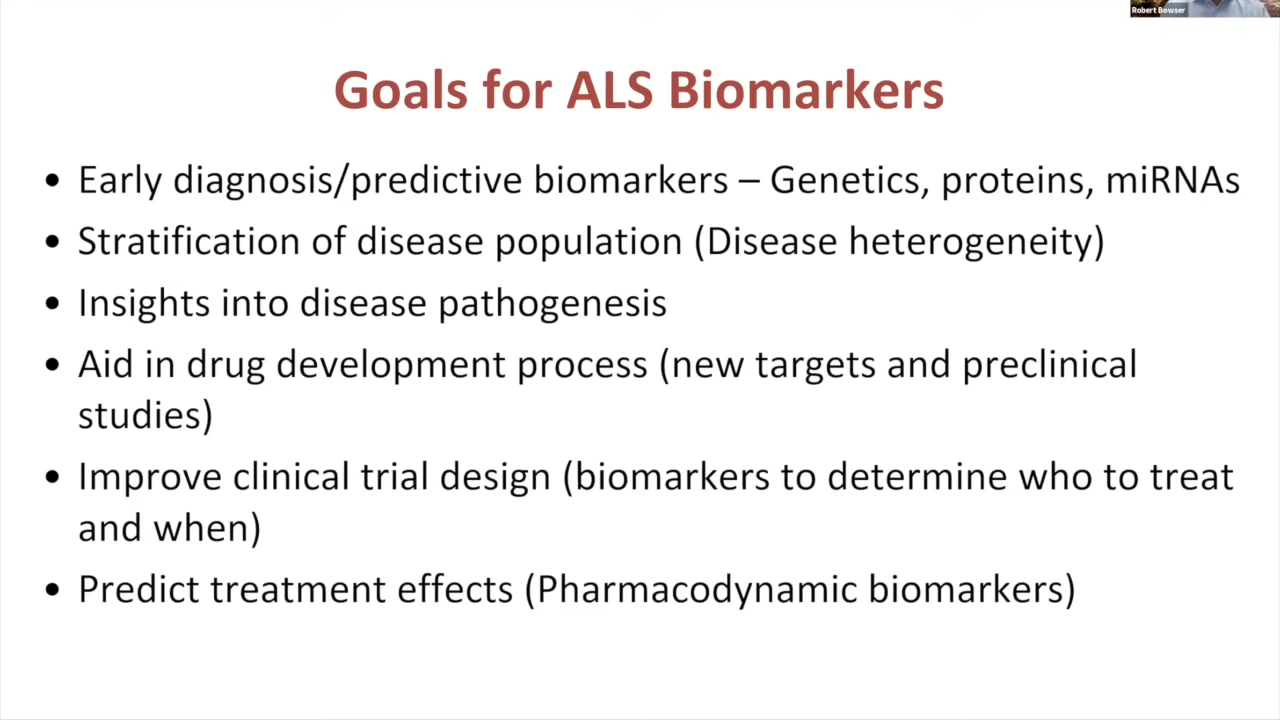 Robert Bowser
Goals for ALS Biomarkers
• Early diagnosis/predictive biomarkers – Genetics, proteins, miRNAs
• Stratification of disease population (Disease heterogeneity)
• Insights into disease pathogenesis
• Aid in drug development process (new targets and preclinical
studies)
• Improve clinical trial design (biomarkers to determine who to treat
and when)
• Predict treatment effects (Pharmacodynamic biomarkers)